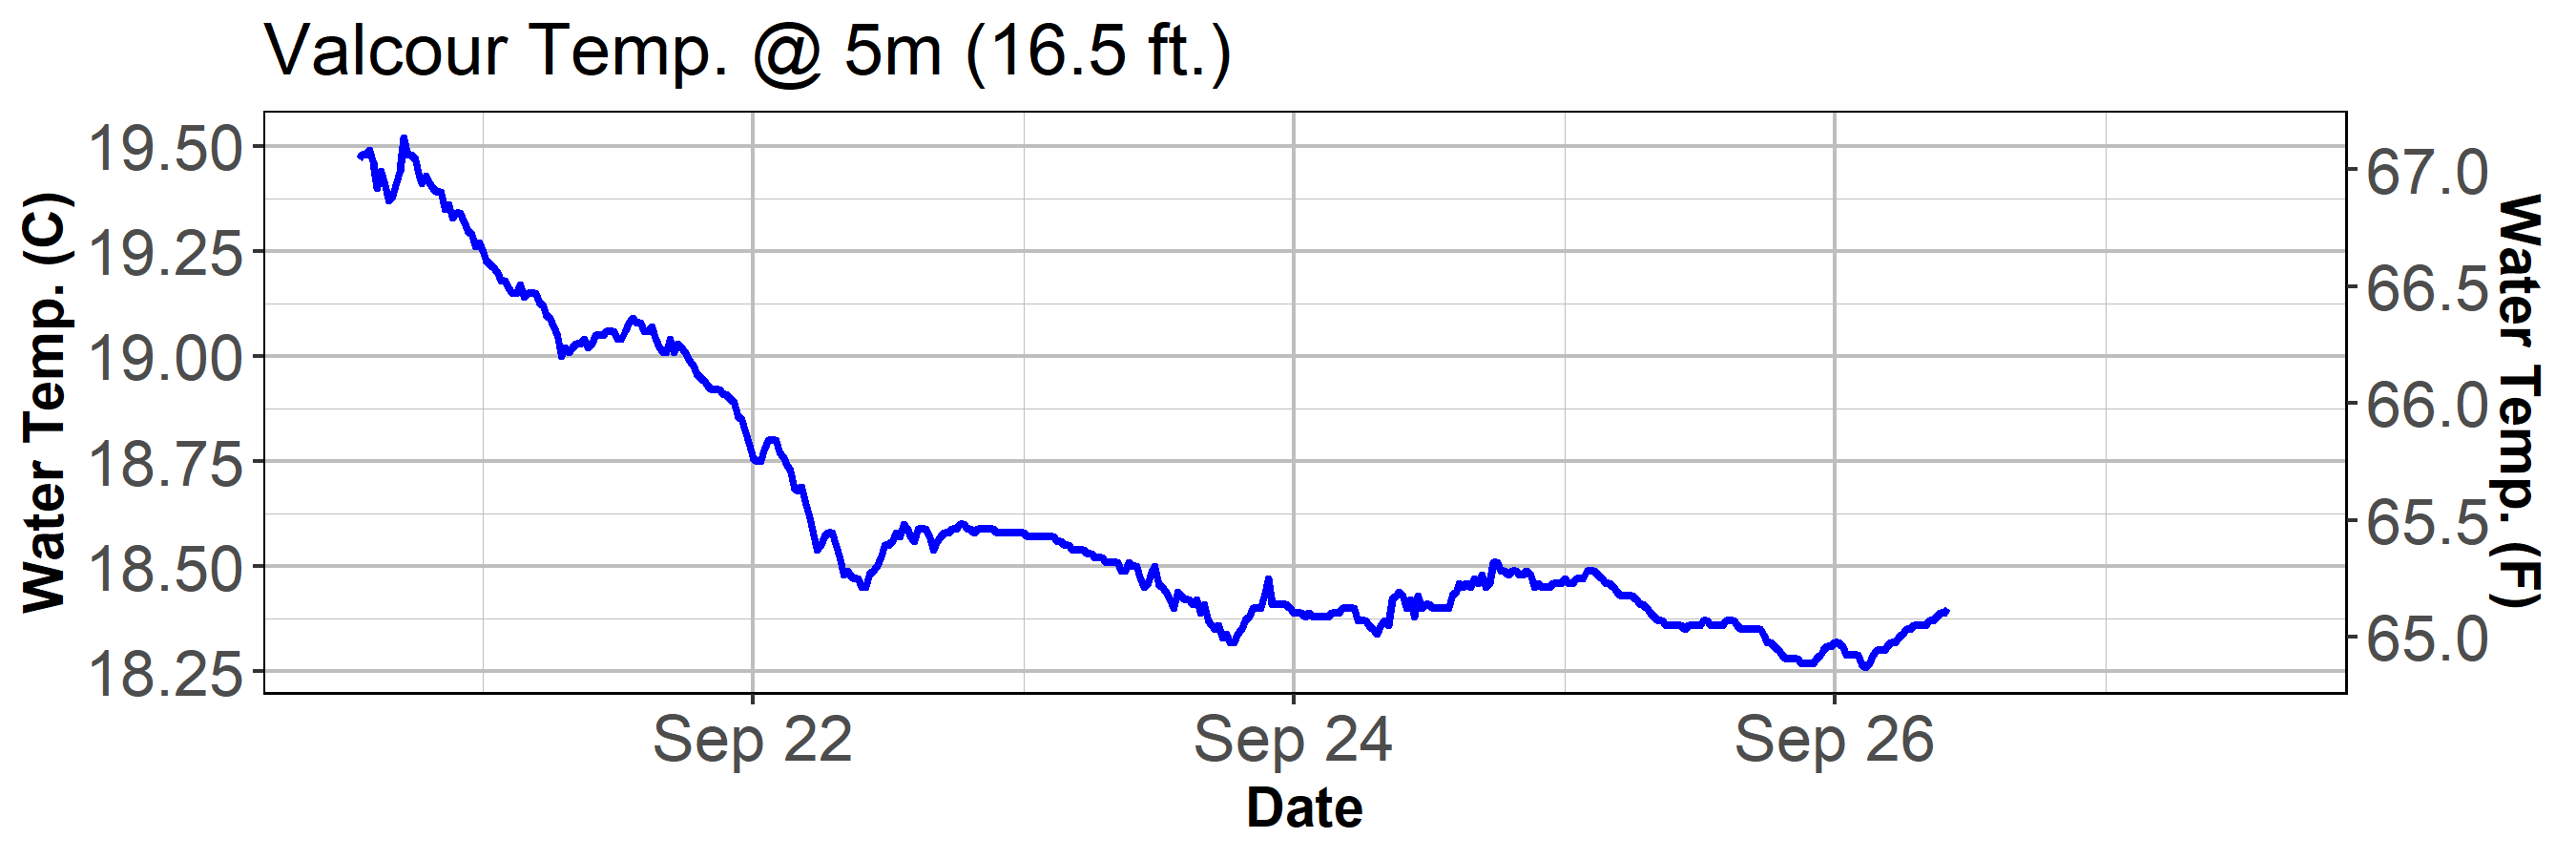 Valcour Temp. @ 5m (16.5 ft.)
Water Temp. (C)
19.50
19.25
19.00
18.75
18.50
18.25
67.0
66.5
66.0
65.5
65.0
Water Temp. (F)
Sep 22 Sep 24 Sep 26
Date